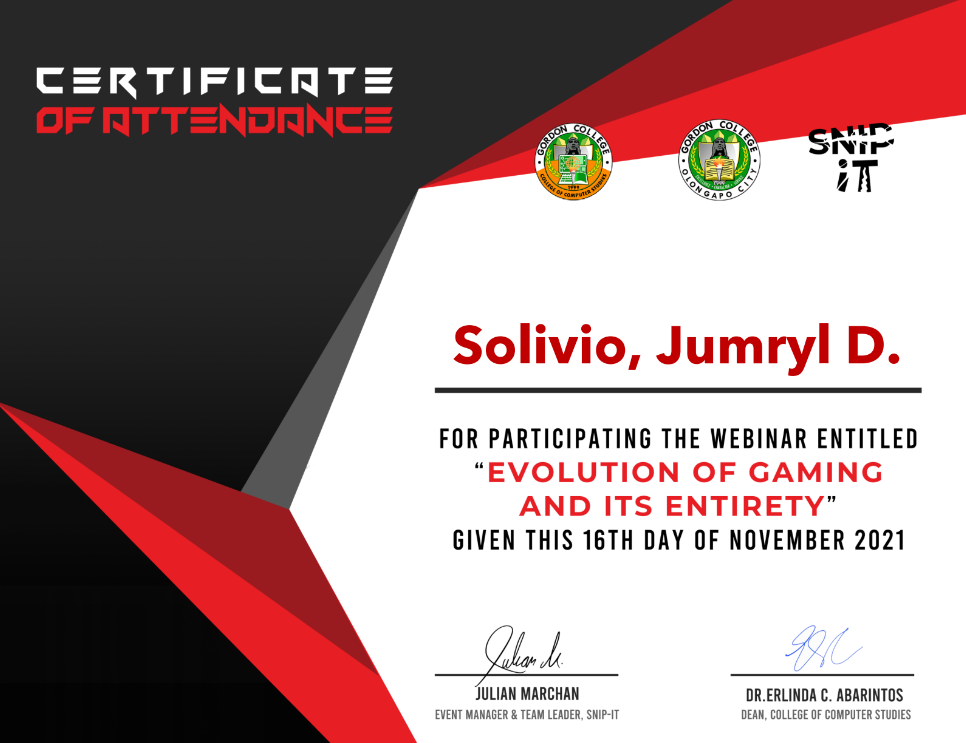 CERTIFICATE
OF ATTENDANCE
GORDON COLLEGE
COLLEGE OF COMPUTER STUDIES
1999
GORDON COLLEGE
OLONGAPO CITY
1999
SNIP
iT
Solivio, Jumryl D.
FOR PARTICIPATING THE WEBINAR ENTITLED
“EVOLUTION OF GAMING
AND ITS ENTIRETY”
GIVEN THIS 16TH DAY OF NOVEMBER 2021
Julian M.
JULIAN MARCHAN
EVENT MANAGER & TEAM LEADER, SNIP-IT
DR.ERLINDA C. ABARINTOS
DEAN, COLLEGE OF COMPUTER STUDIES